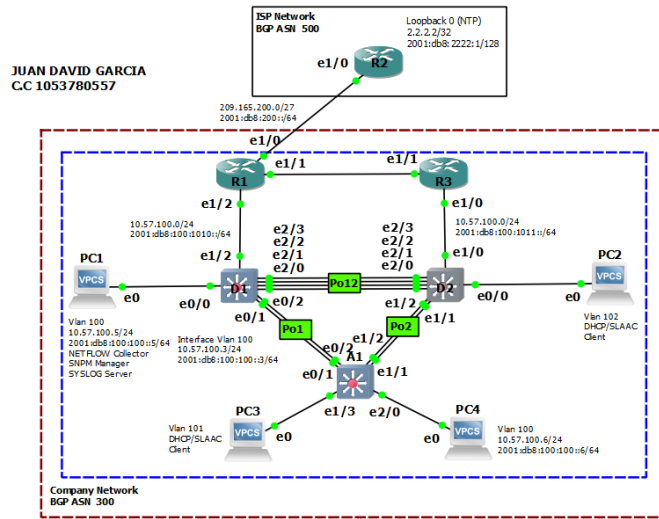 ISP Network
BGP ASN 500
Loopback 0 (NTP)
2.2.2.2/32
2001:db8:2222:1/128
e1/0
R2
JUAN DAVID GARCIA
C.C 1053780557
209.165.200.0/27
2001:db8:200::/64
e1/0
e1/1
e1/1
R1
R3
e1/2
e1/0
10.57.100.0/24
2001:db8:100:1010::/64
10.57.100.0/24
2001:db8:100:1011::/64
e2/3
e2/2
e2/1
e2/0
e2/3
e2/2
e2/1
e2/0
e1/2
e1/0
PC1
VPCS
e0
e0/0
D1
Po12
D2
e0/0
e0
PC2
VPCS
e0/2
e0/1
e1/2
e1/1
Vlan 100
10.57.100.5/24
2001:db8:100:100::5/64
NETFLOW Collector
SNPM Manager
SYSLOG Server
Interface Vlan 100
10.57.100.3/24
2001:db8:100:100::3/64
Po1
Po2
Vlan 102
DHCP/SLAAC
Client
e0/2
e0/1
A1
e1/2
e1/1
e1/3
e2/0
PC3
VPCS
e0
Vlan 101
DHCP/SLAAC
Client
PC4
VPCS
e0
Vlan 100
10.57.100.6/24
2001:db8:100:100::6/64
Company Network
BGP ASN 300